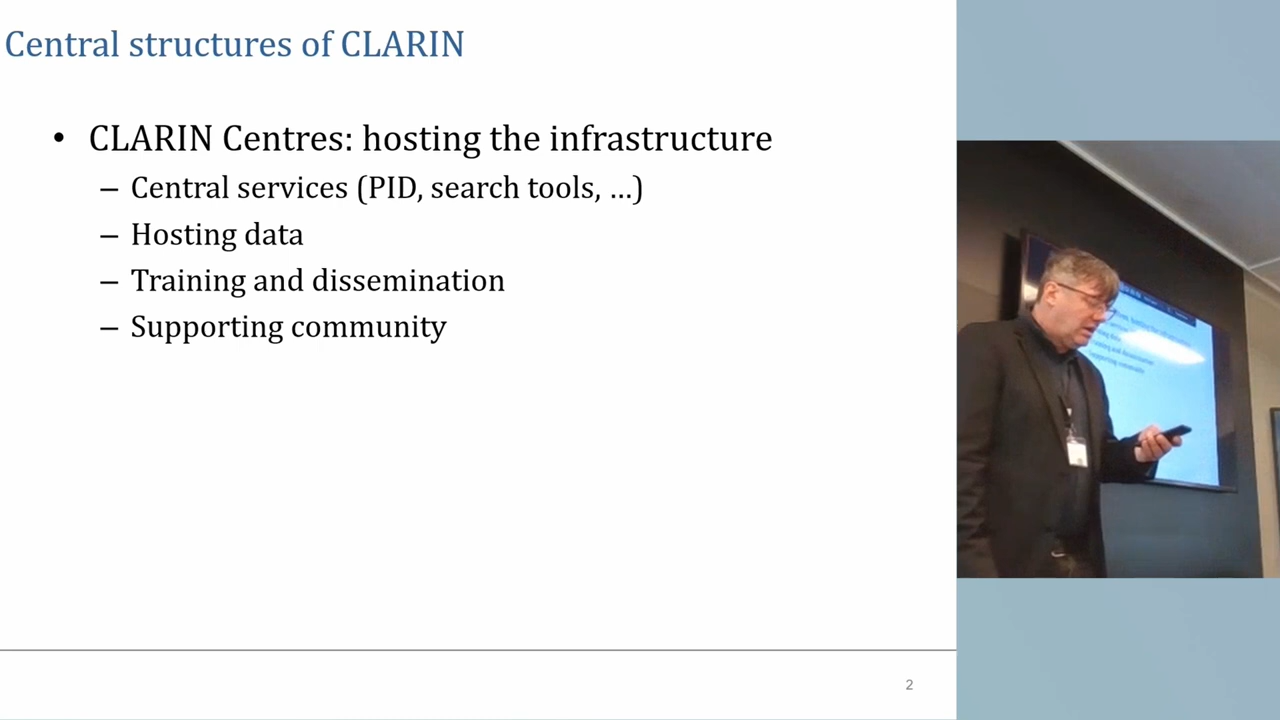 Central structures of CLARIN
• CLARIN Centres: hosting the infrastructure
– Central services (PID, search tools, ...)
– Hosting data
– Training and dissemination
– Supporting community
2